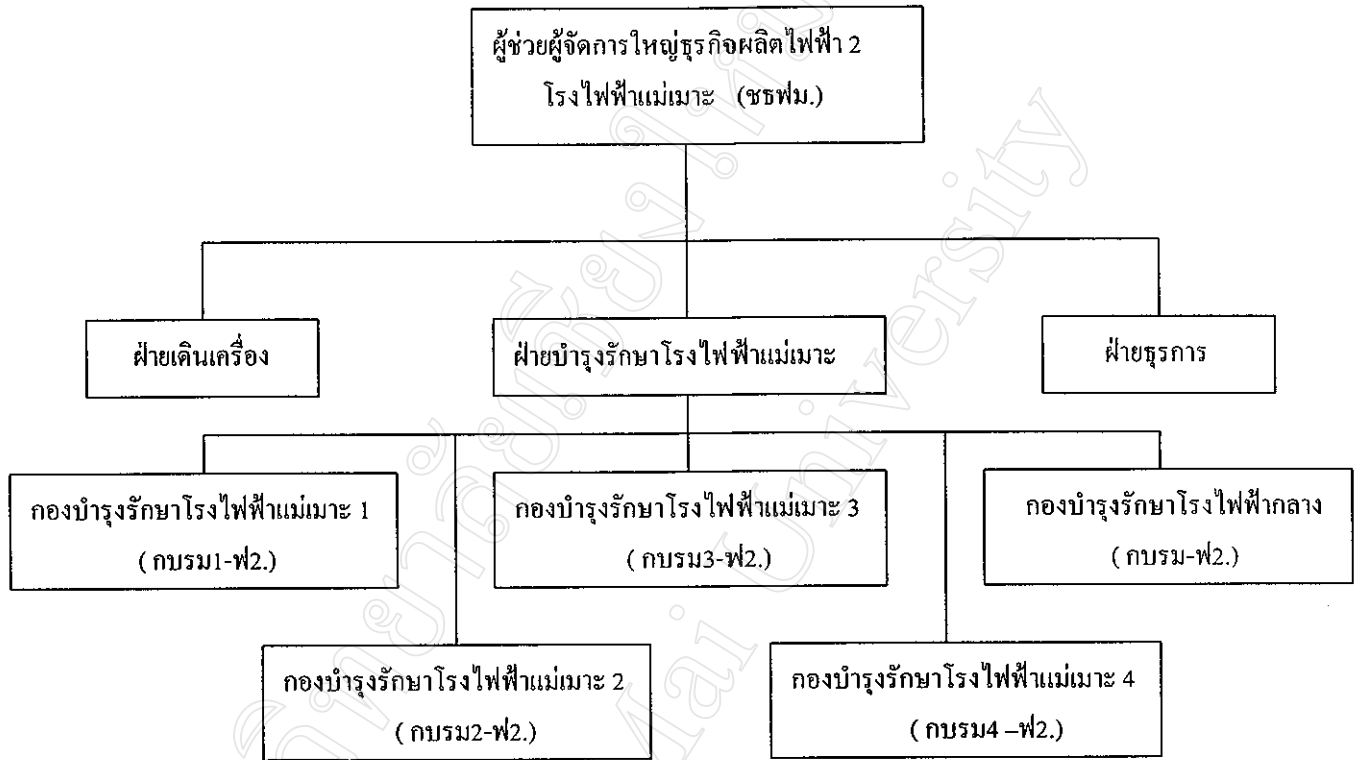 ผู้ช่วยผู้จัดการใหญ่ธุรกิจผลิตไฟฟ้า 2
โรงไฟฟ้าแม่เมาะ (ชธฟม.)
ฝ่ายเดินเครื่อง
ฝ่ายบำรุงรักษาโรงไฟฟ้าแม่เมาะ
ฝ่ายธุรการ
กองบำรุงรักษาโรงไฟฟ้าแม่เมาะ 1
( กบรม1-ฟ2.)
กองบำรุงรักษาโรงไฟฟ้าแม่เมาะ 3
( กบรม3-ฟ2.)
กองบำรุงรักษาโรงไฟฟ้ากลาง
( กบรม-ฟ2.)
กองบำรุงรักษาโรงไฟฟ้าแม่เมาะ 2
( กบรม2-ฟ2.)
กองบำรุงรักษาโรงไฟฟ้าแม่เมาะ 4
( กบรม4 –ฟ2.)
Mai University